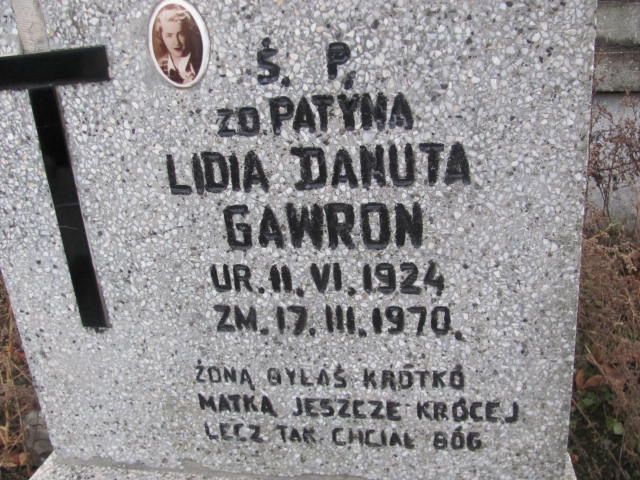 Ś. P.
ZD. PATYNA
LIDIA DANUTA
GAWRON
UR. 11. VI. 1924
ZM. 17. III. 1970.
ŻONĄ BYŁAŚ KRÓTKO
MATKĄ JESZCZE KRÓCEJ
LECZ TAK CHCIAŁ BÓG